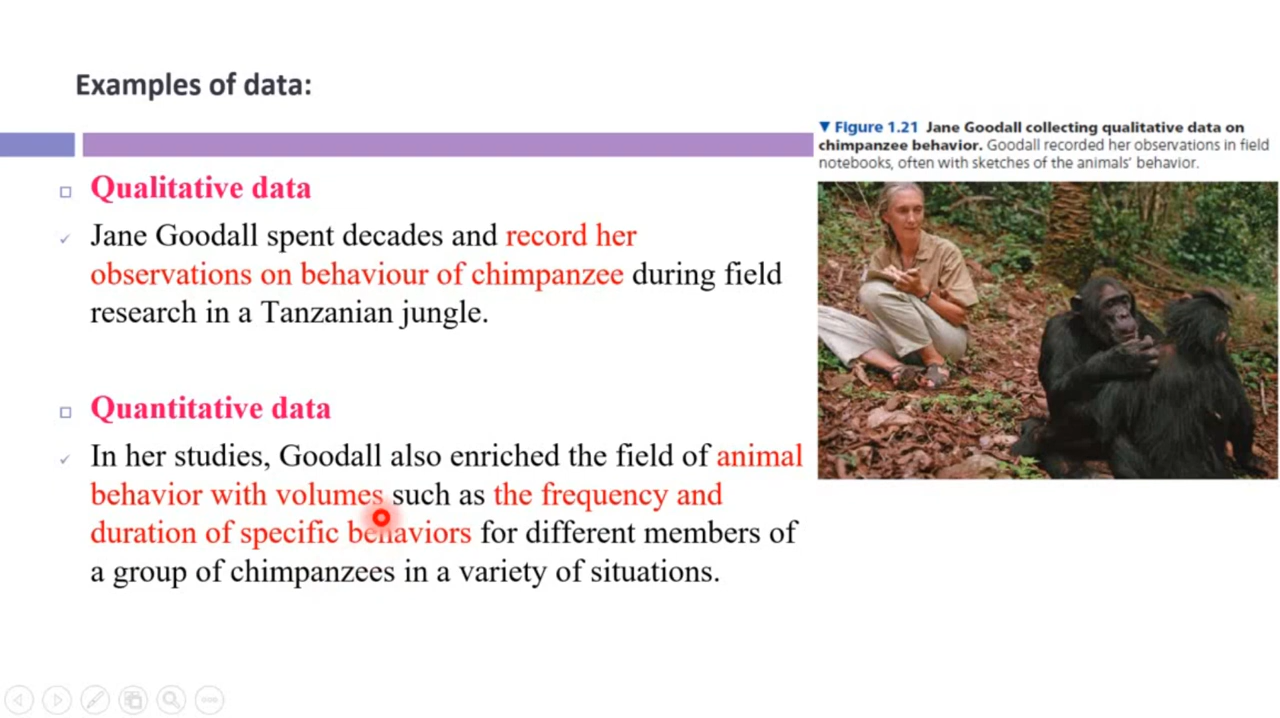 Examples of data:
▼ Figure 1.21 Jane Goodall collecting qualitative data on
chimpanzee behavior. Goodall recorded her observations in field
notebooks, often with sketches of the animals' behavior.
Qualitative data
Jane Goodall spent decades and record her
observations on behaviour of chimpanzee during field
research in a Tanzanian jungle.
Quantitative data
In her studies, Goodall also enriched the field of animal
behavior with volumes such as the frequency and
duration of specific behaviors for different members of
a group of chimpanzees in a variety of situations.